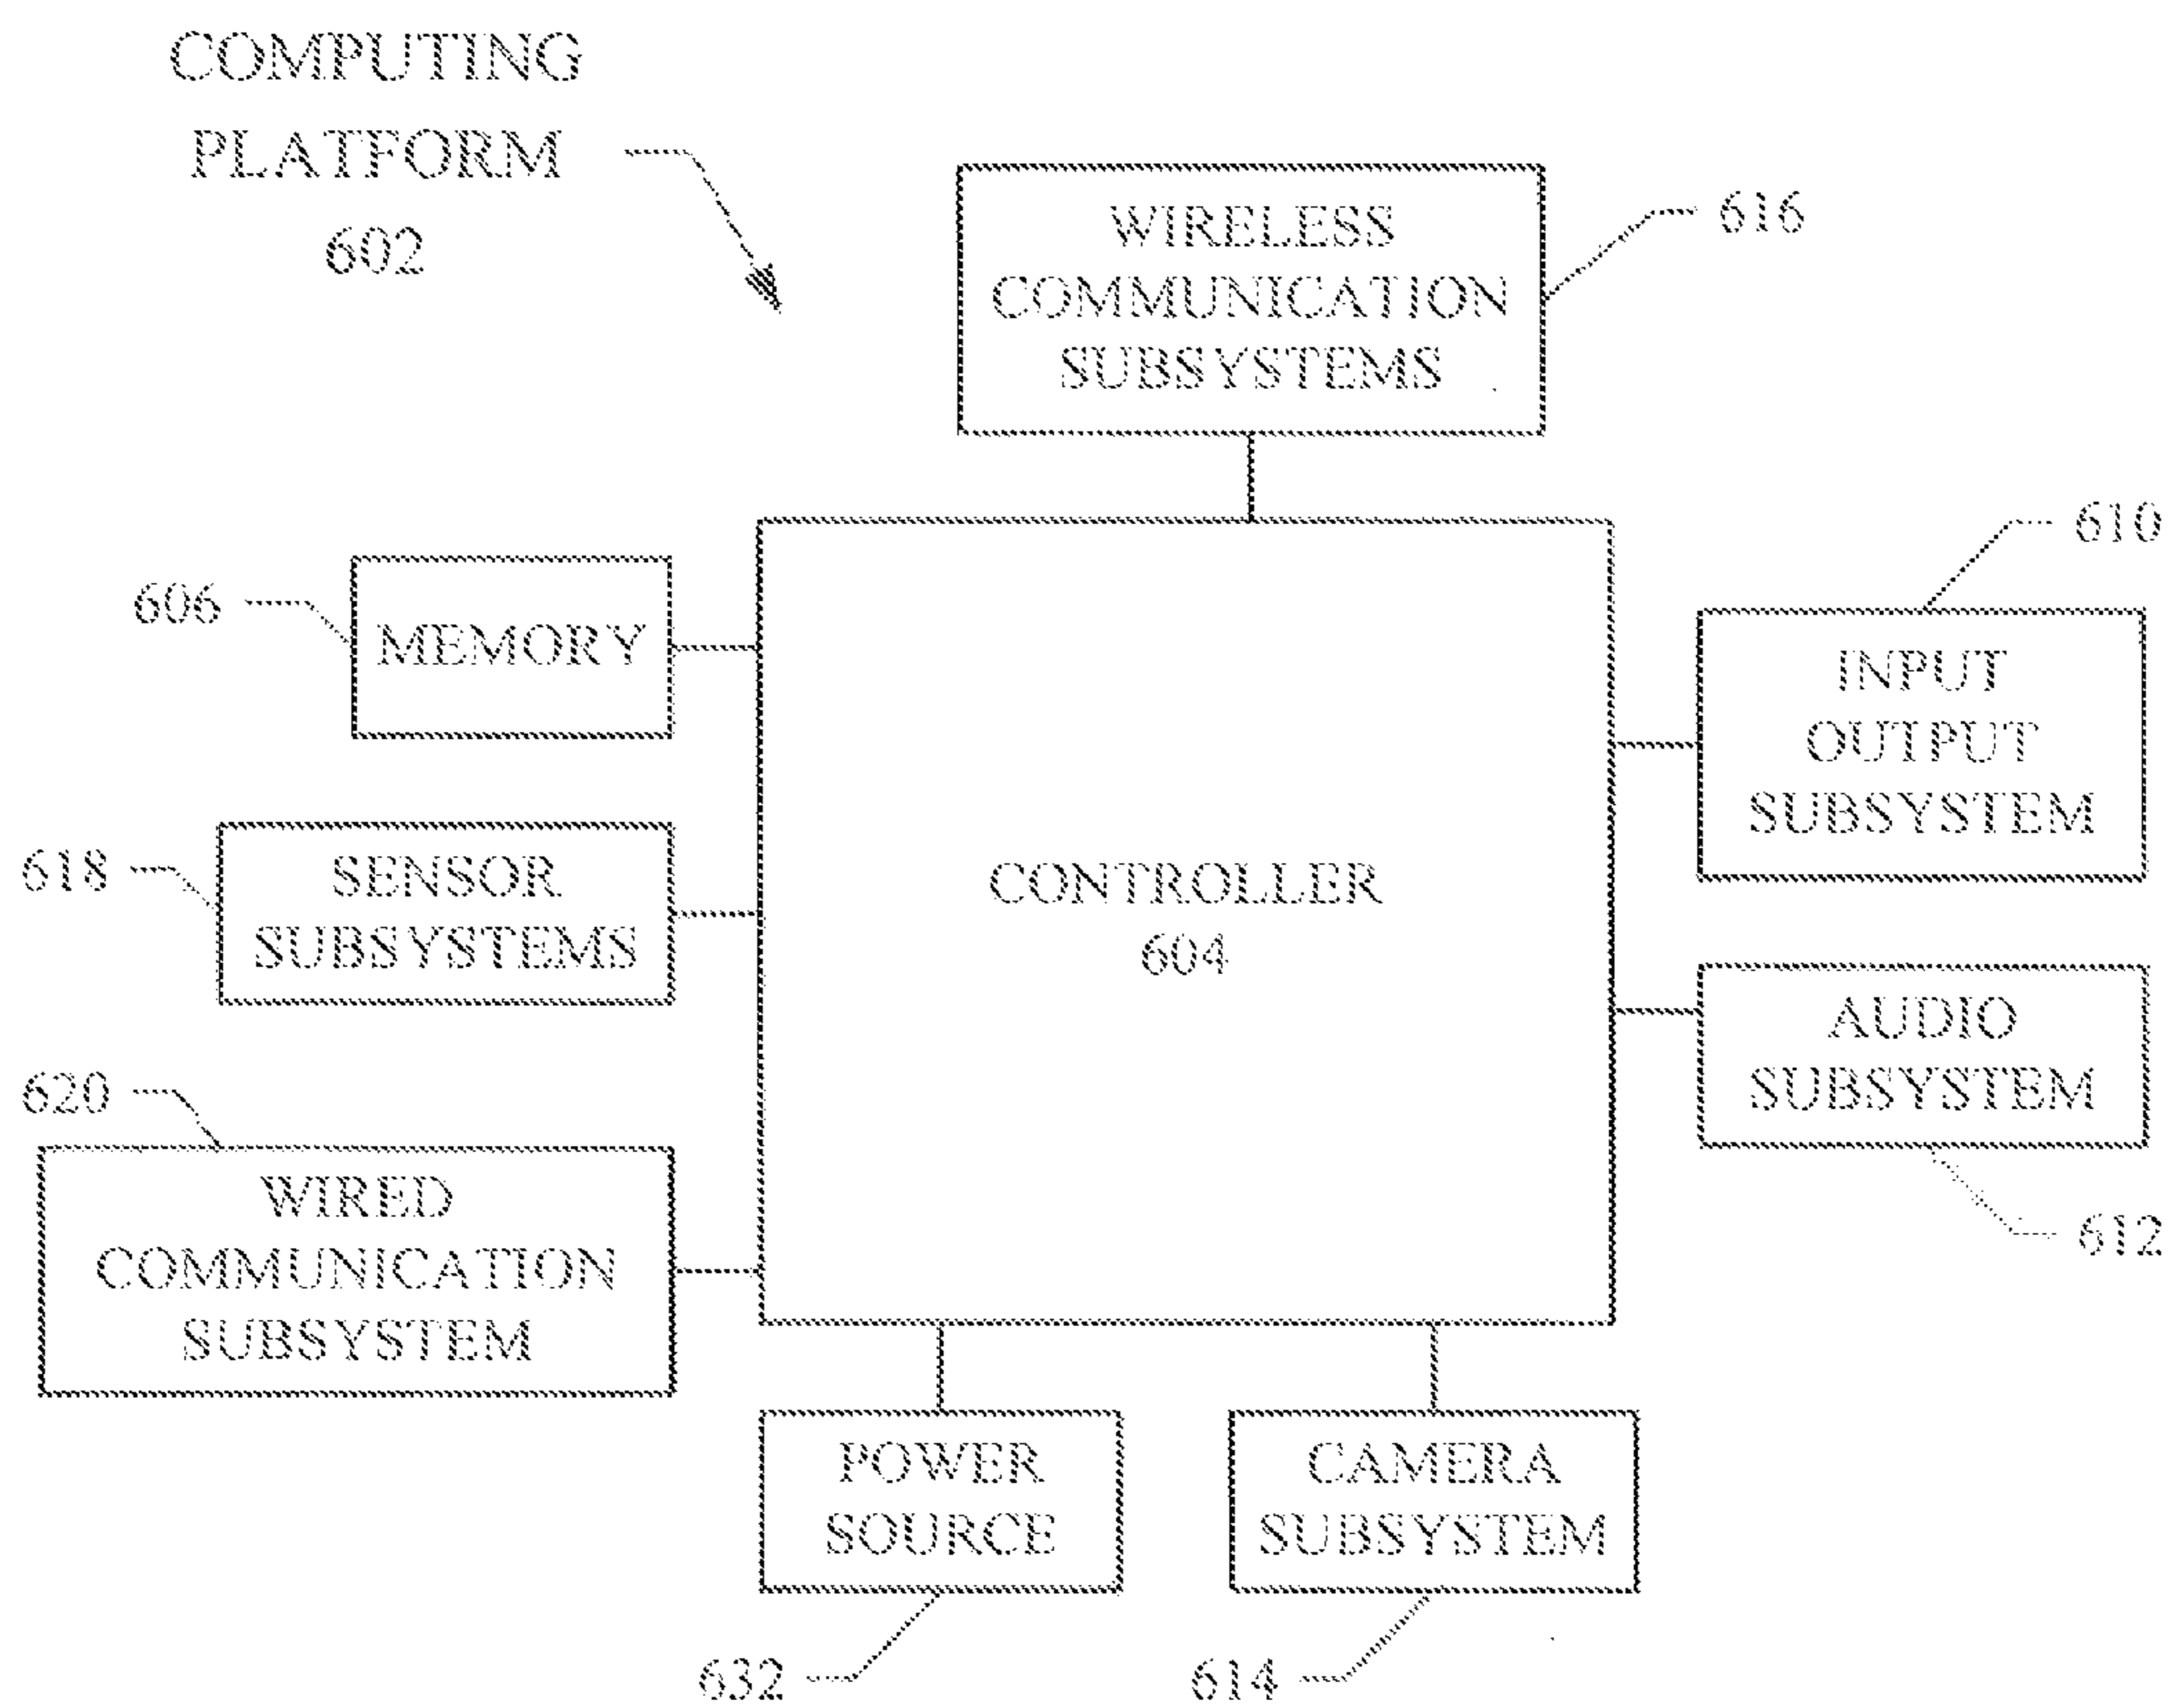 COMPUTING
PLATFORM
602
WIRELESS
COMMUNICATION
SUBSYSTEMS
616
606
MEMORY
610
INPUT
OUTPUT
SUBSYSTEM
618
SENSOR
SUBSYSTEMS
CONTROLLER
604
AUDIO
SUBSYSTEM
612
620
WIRED
COMMUNICATION
SUBSYSTEM
POWER
SOURCE
632
CAMERA
SUBSYSTEM
614